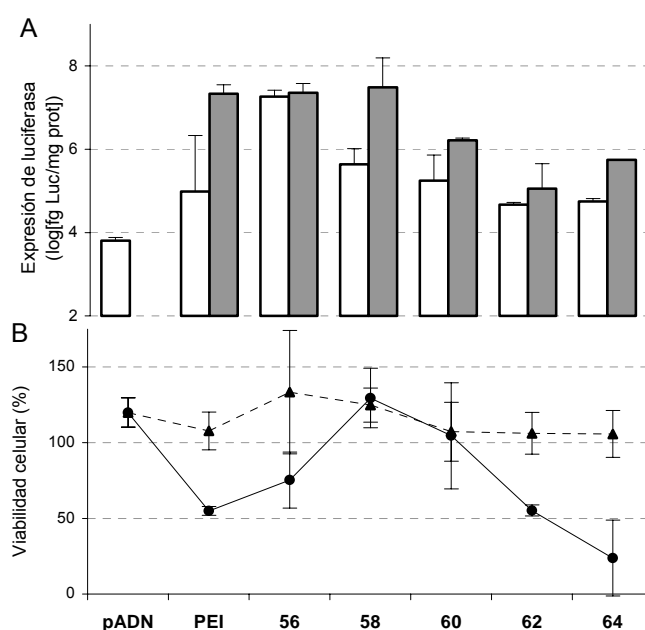 A
Expresión de luciferasa
(log[fg Luc/mg prot])
8
6
4
2
B
Viabilidad celular (%)
150
100
50
0
pADN PEI 56 58 60 62 64